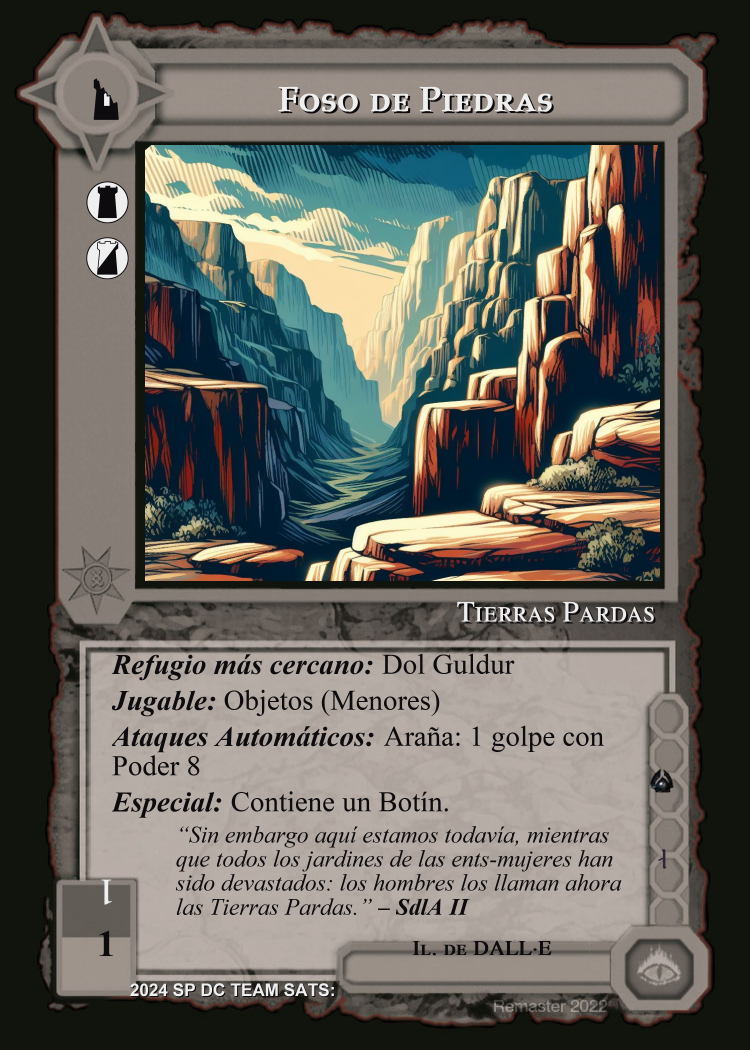 Foso de Piedras
Tierras Pardas
Refugio más cercano: Dol Guldur
Jugable: Objetos (Menores)
Ataques Automáticos: Araña: 1 golpe con
Poder 8
Especial: Contiene un Botín.
“Sin embargo aquí estamos todavía, mientras
que todos los jardines de las ents-mujeres han
sido devastados: los hombres los llaman ahora
las Tierras Pardas.” – SdlA II
1
1
Il. de DALL·E
2024 SP DC TEAM SATS:
Remaster 2022